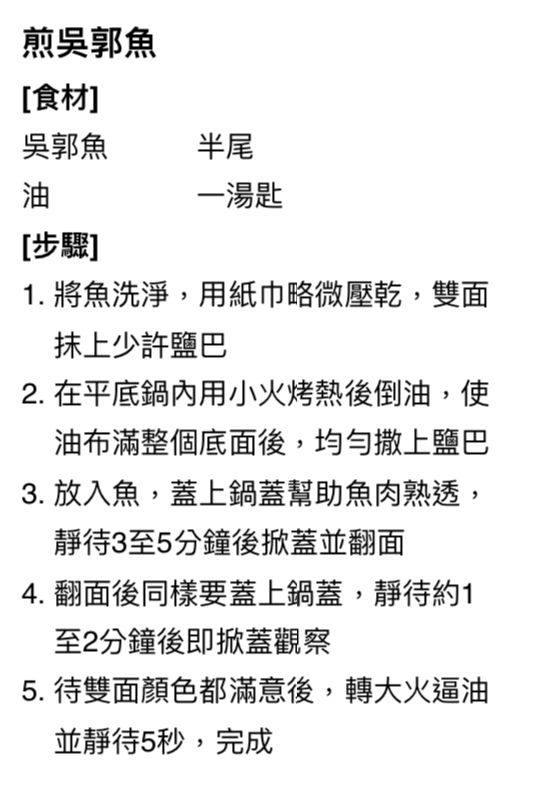 煎吳郭魚
[食材]
吳郭魚 半尾
油 一湯匙
[步驟]
1. 將魚洗淨，用紙巾略微壓乾，雙面
抹上少許鹽巴
2. 在平底鍋內用小火烤熱後倒油，使
油布滿整個底面後，均勻撒上鹽巴
3. 放入魚，蓋上鍋蓋幫助魚肉熟透，
靜待3至5分鐘後掀蓋並翻面
4. 翻面後同樣要蓋上鍋蓋，靜待約1
至2分鐘後即掀蓋觀察
5. 待雙面顏色都滿意後，轉大火逼油
並靜待5秒，完成